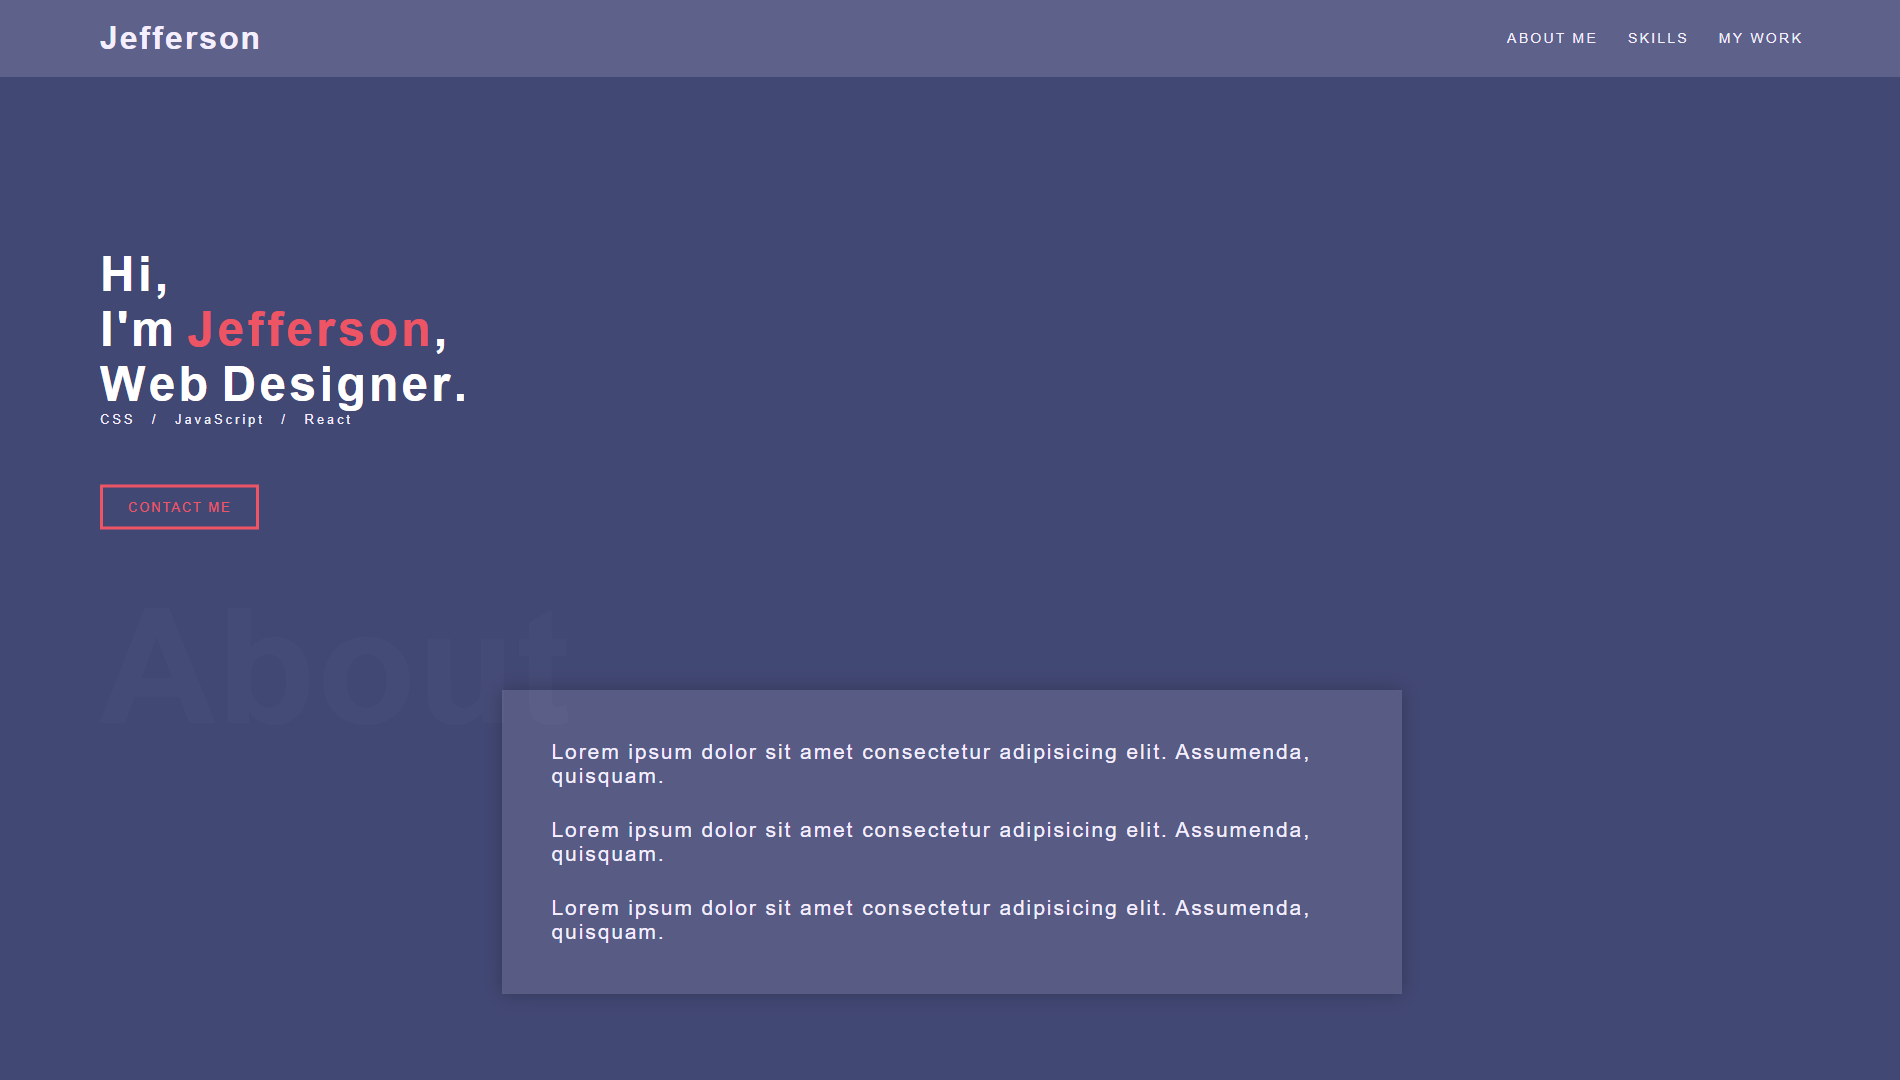 Jefferson
ABOUT ME
SKILLS
MY WORK
Hi,
I'm Jefferson,
Web Designer.
CSS / JavaScript / React
CONTACT ME
About
Lorem ipsum dolor sit amet consectetur adipisicing elit. Assumenda,
quisquam.
Lorem ipsum dolor sit amet consectetur adipisicing elit. Assumenda,
quisquam.
Lorem ipsum dolor sit amet consectetur adipisicing elit. Assumenda,
quisquam.